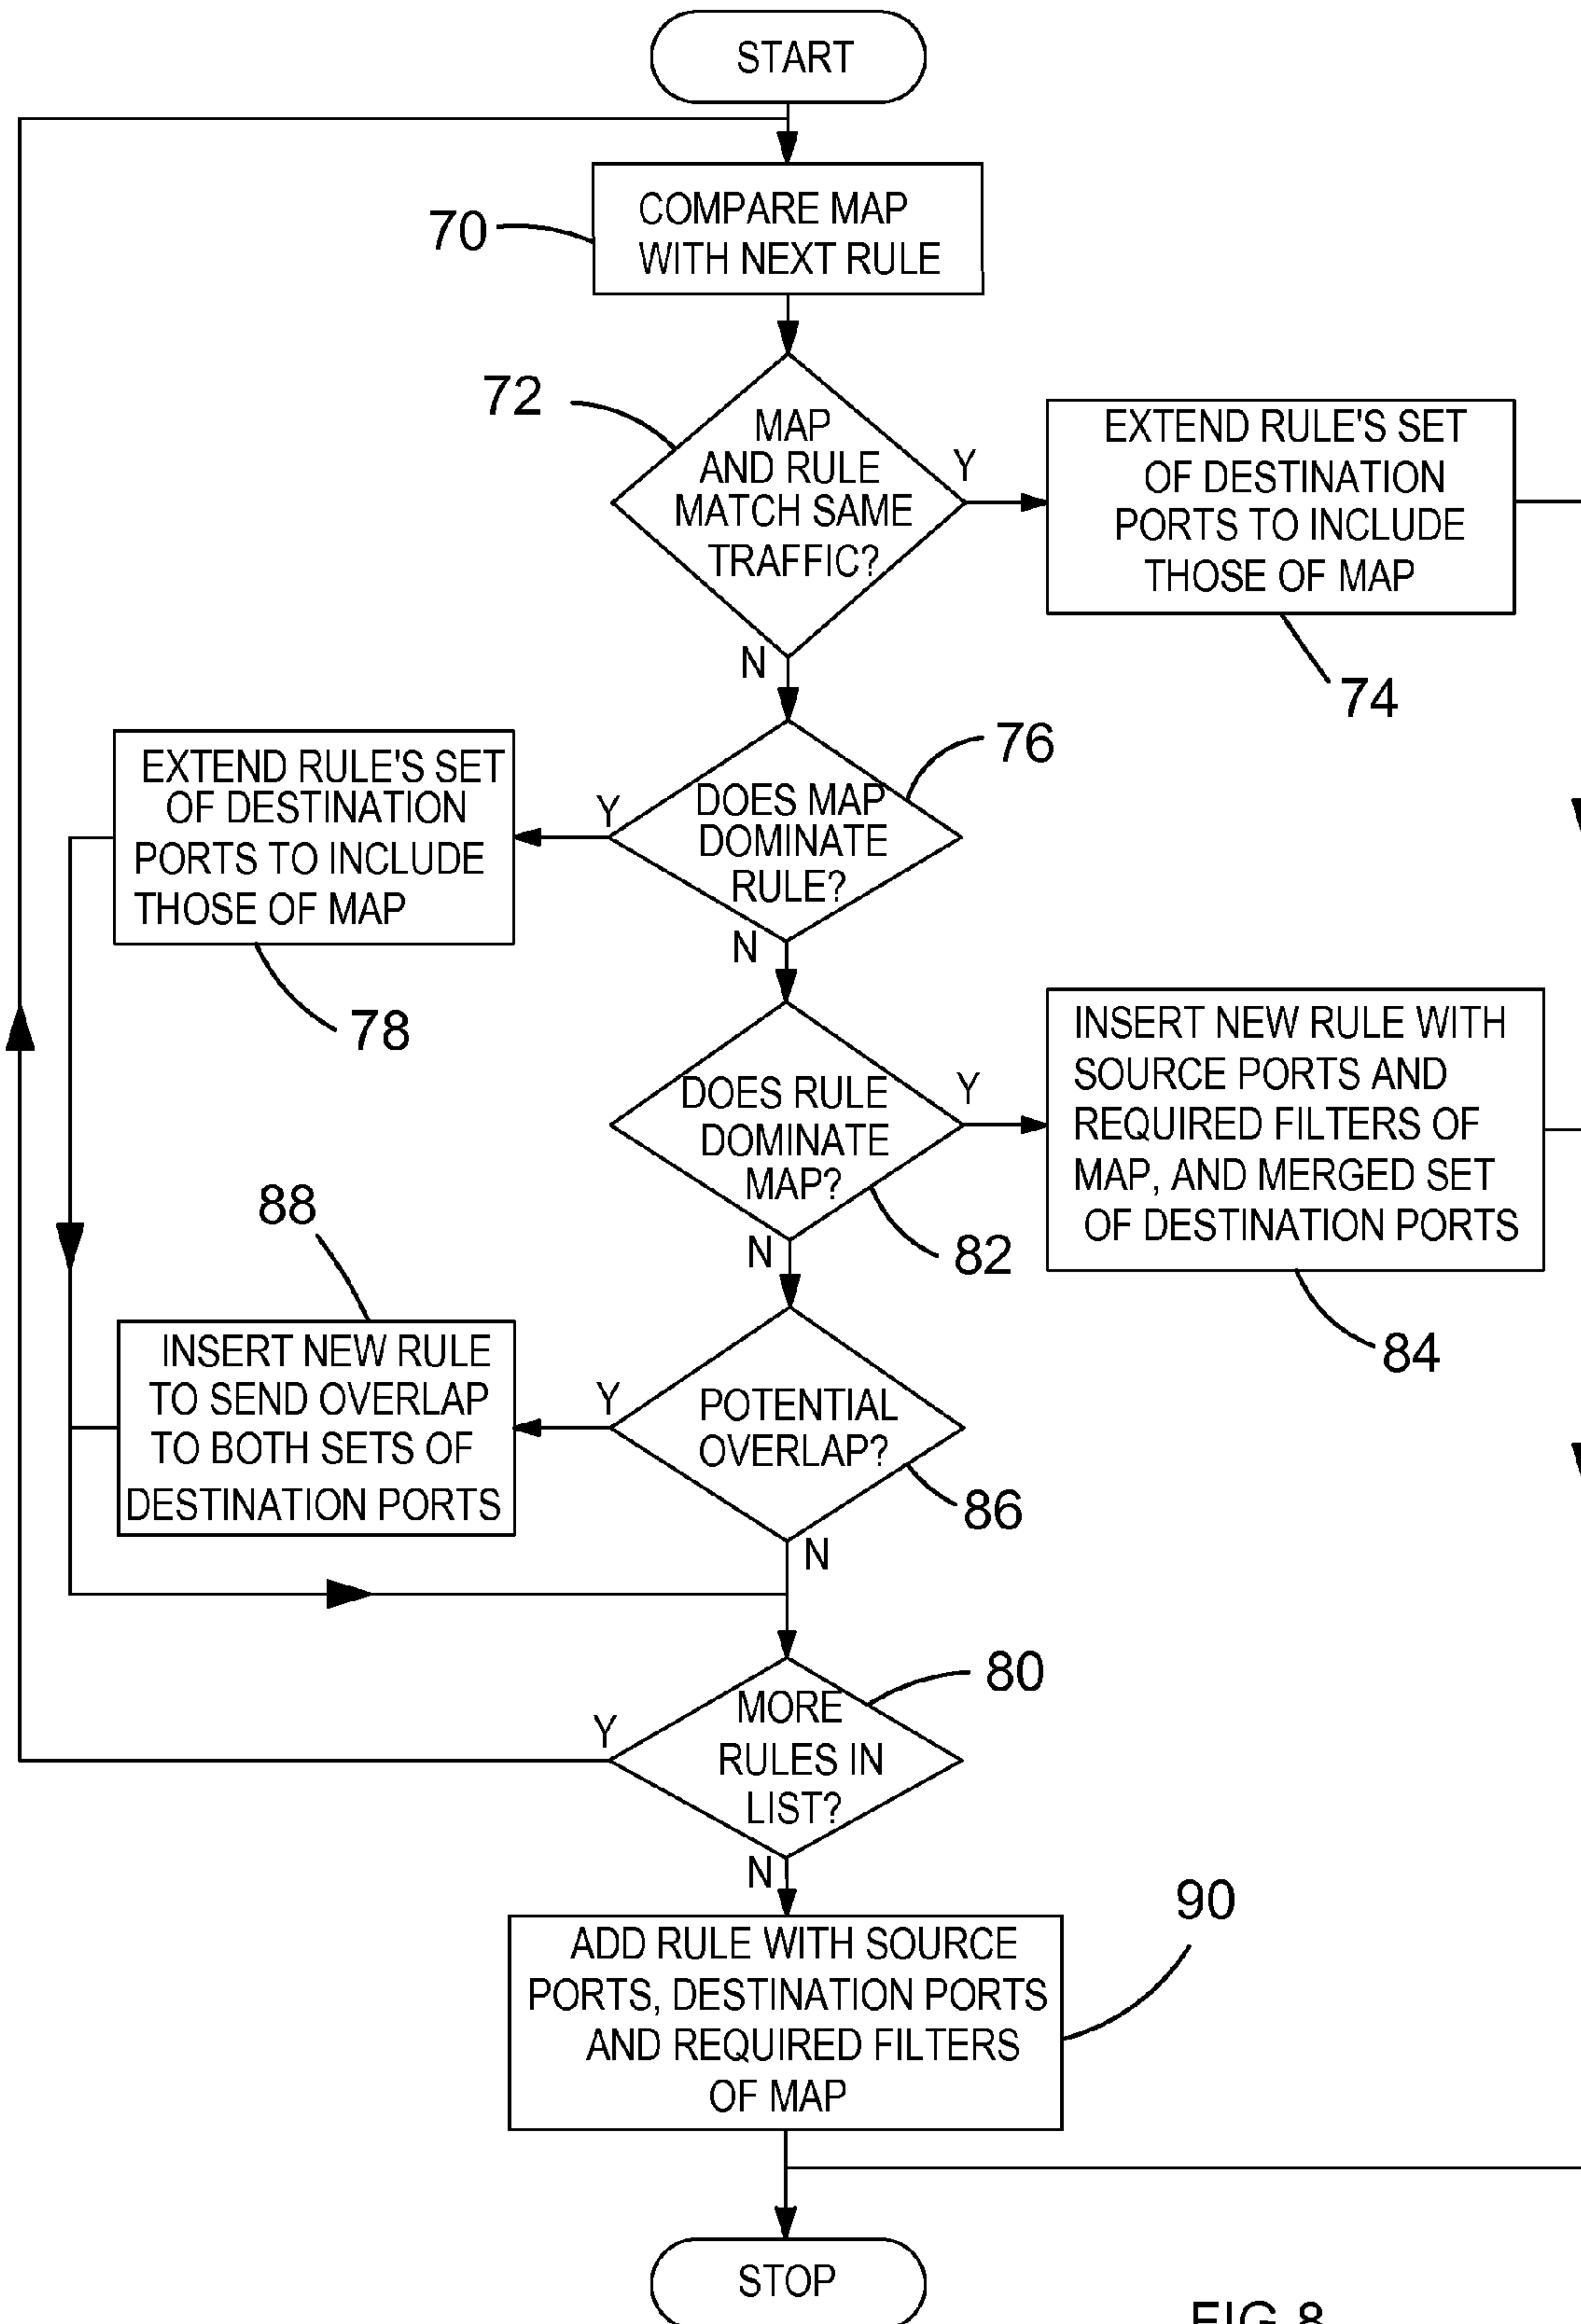 START
70
COMPARE MAP
WITH NEXT RULE
72
MAP
AND RULE
MATCH SAME
TRAFFIC?
Y
N
EXTEND RULE'S SET
OF DESTINATION
PORTS TO INCLUDE
THOSE OF MAP
74
76
DOES MAP
DOMINATE
RULE?
Y
N
EXTEND RULE'S SET
OF DESTINATION
PORTS TO INCLUDE
THOSE OF MAP
78
DOES RULE
DOMINATE
MAP?
Y
N
82
INSERT NEW RULE WITH
SOURCE PORTS AND
REQUIRED FILTERS OF
MAP, AND MERGED SET
OF DESTINATION PORTS
84
88
INSERT NEW RULE
TO SEND OVERLAP
TO BOTH SETS OF
DESTINATION PORTS
Y
POTENTIAL
OVERLAP?
86
N
80
Y
MORE
RULES IN
LIST?
N
90
ADD RULE WITH SOURCE
PORTS, DESTINATION PORTS
AND REQUIRED FILTERS
OF MAP
STOP
FIG 8